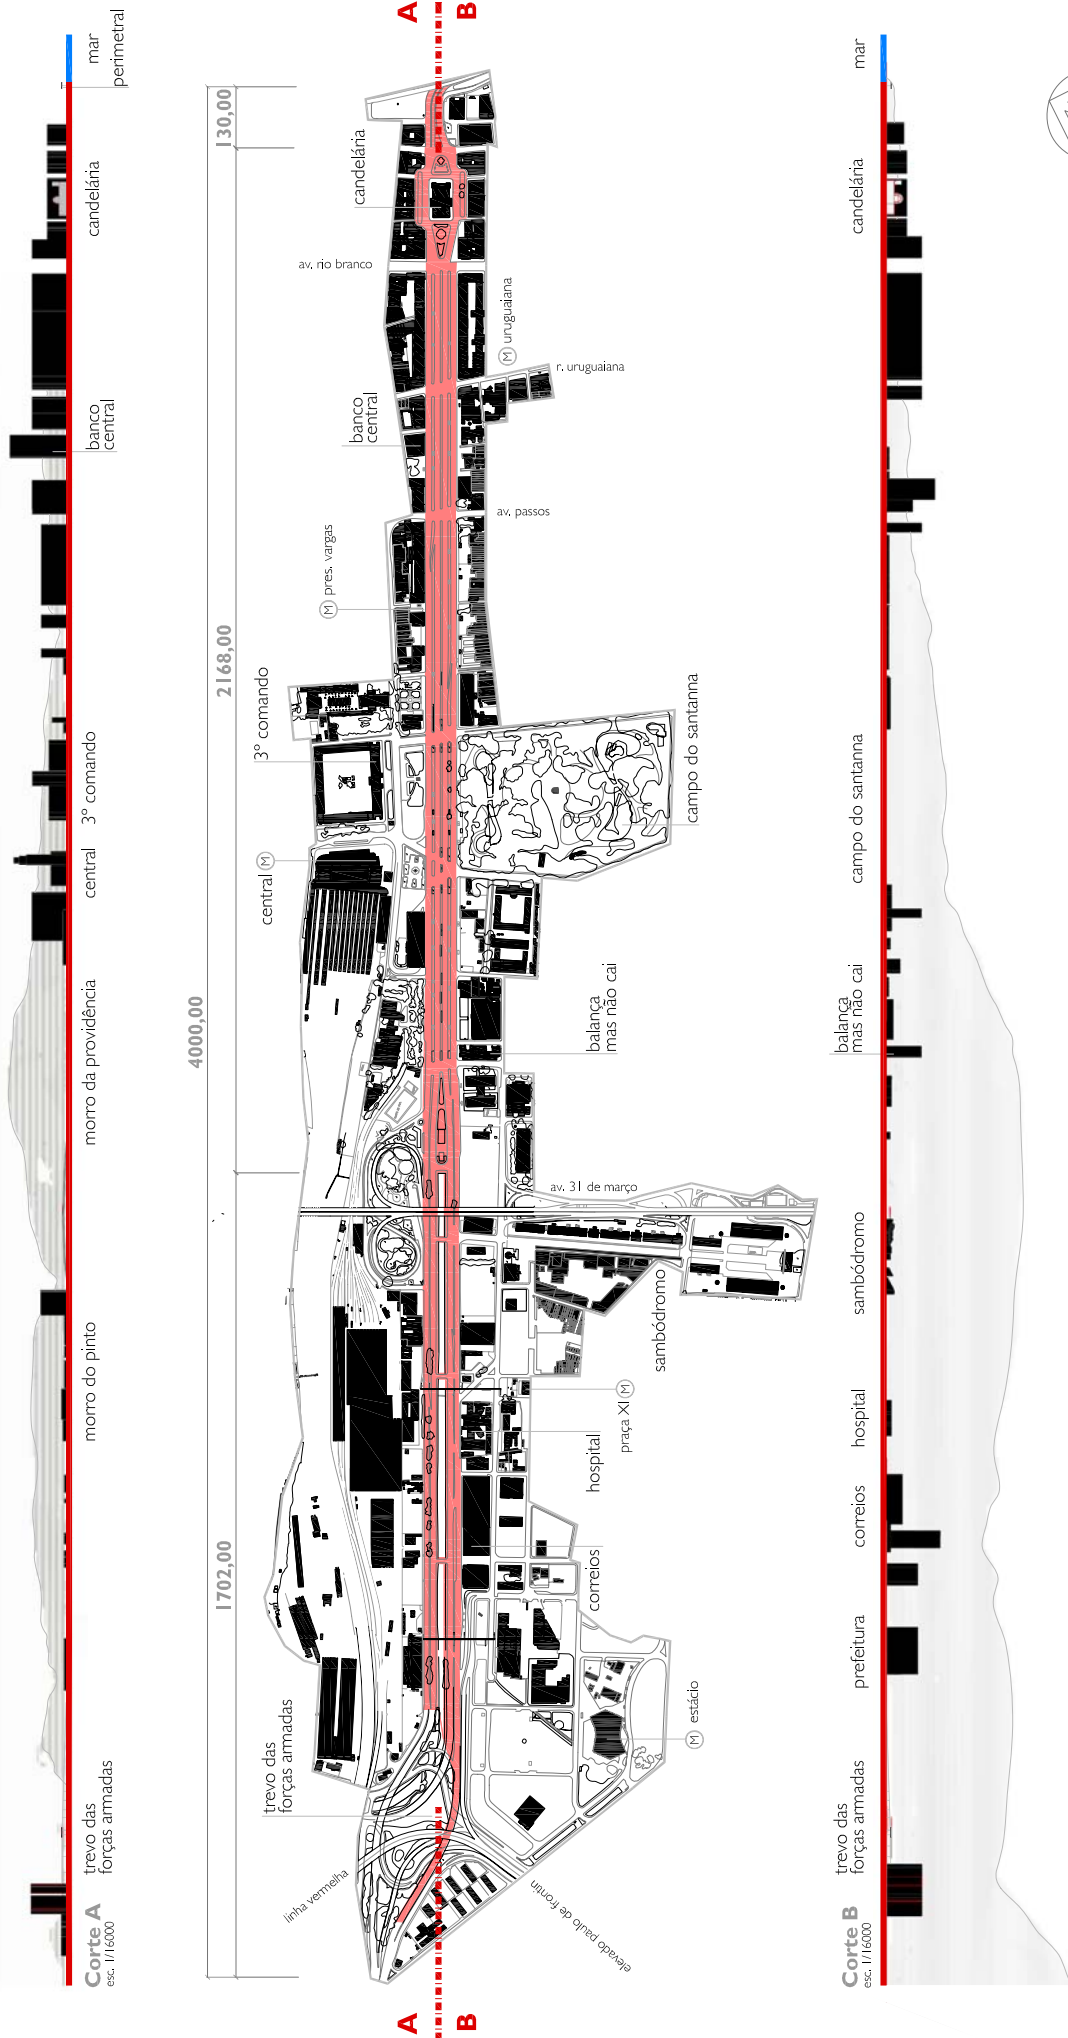 A
B
mar
perimetral
candelária
banco
central
3º comando
central
morro da providência
morro do pinto
trevo das
forças armadas
Corte A
esc. 1/16000
130,00
2168,00
4000,00
1702,00
candelária
av. rio branco
M uruguaiana
r. uruguaiana
banco
central
av. passos
M pres. vargas
3º comando
campo do santanna
central M
balança
mas não cai
av. 31 de março
sambódromo
praça XI M
hospital
correios
M estácio
trevo das
forças armadas
linha vermelha
elevado paulo de frontin
A
B
mar
candelária
campo do santanna
balança
mas não cai
sambódromo
hospital
correios
prefeitura
trevo das
forças armadas
Corte B
esc. 1/16000